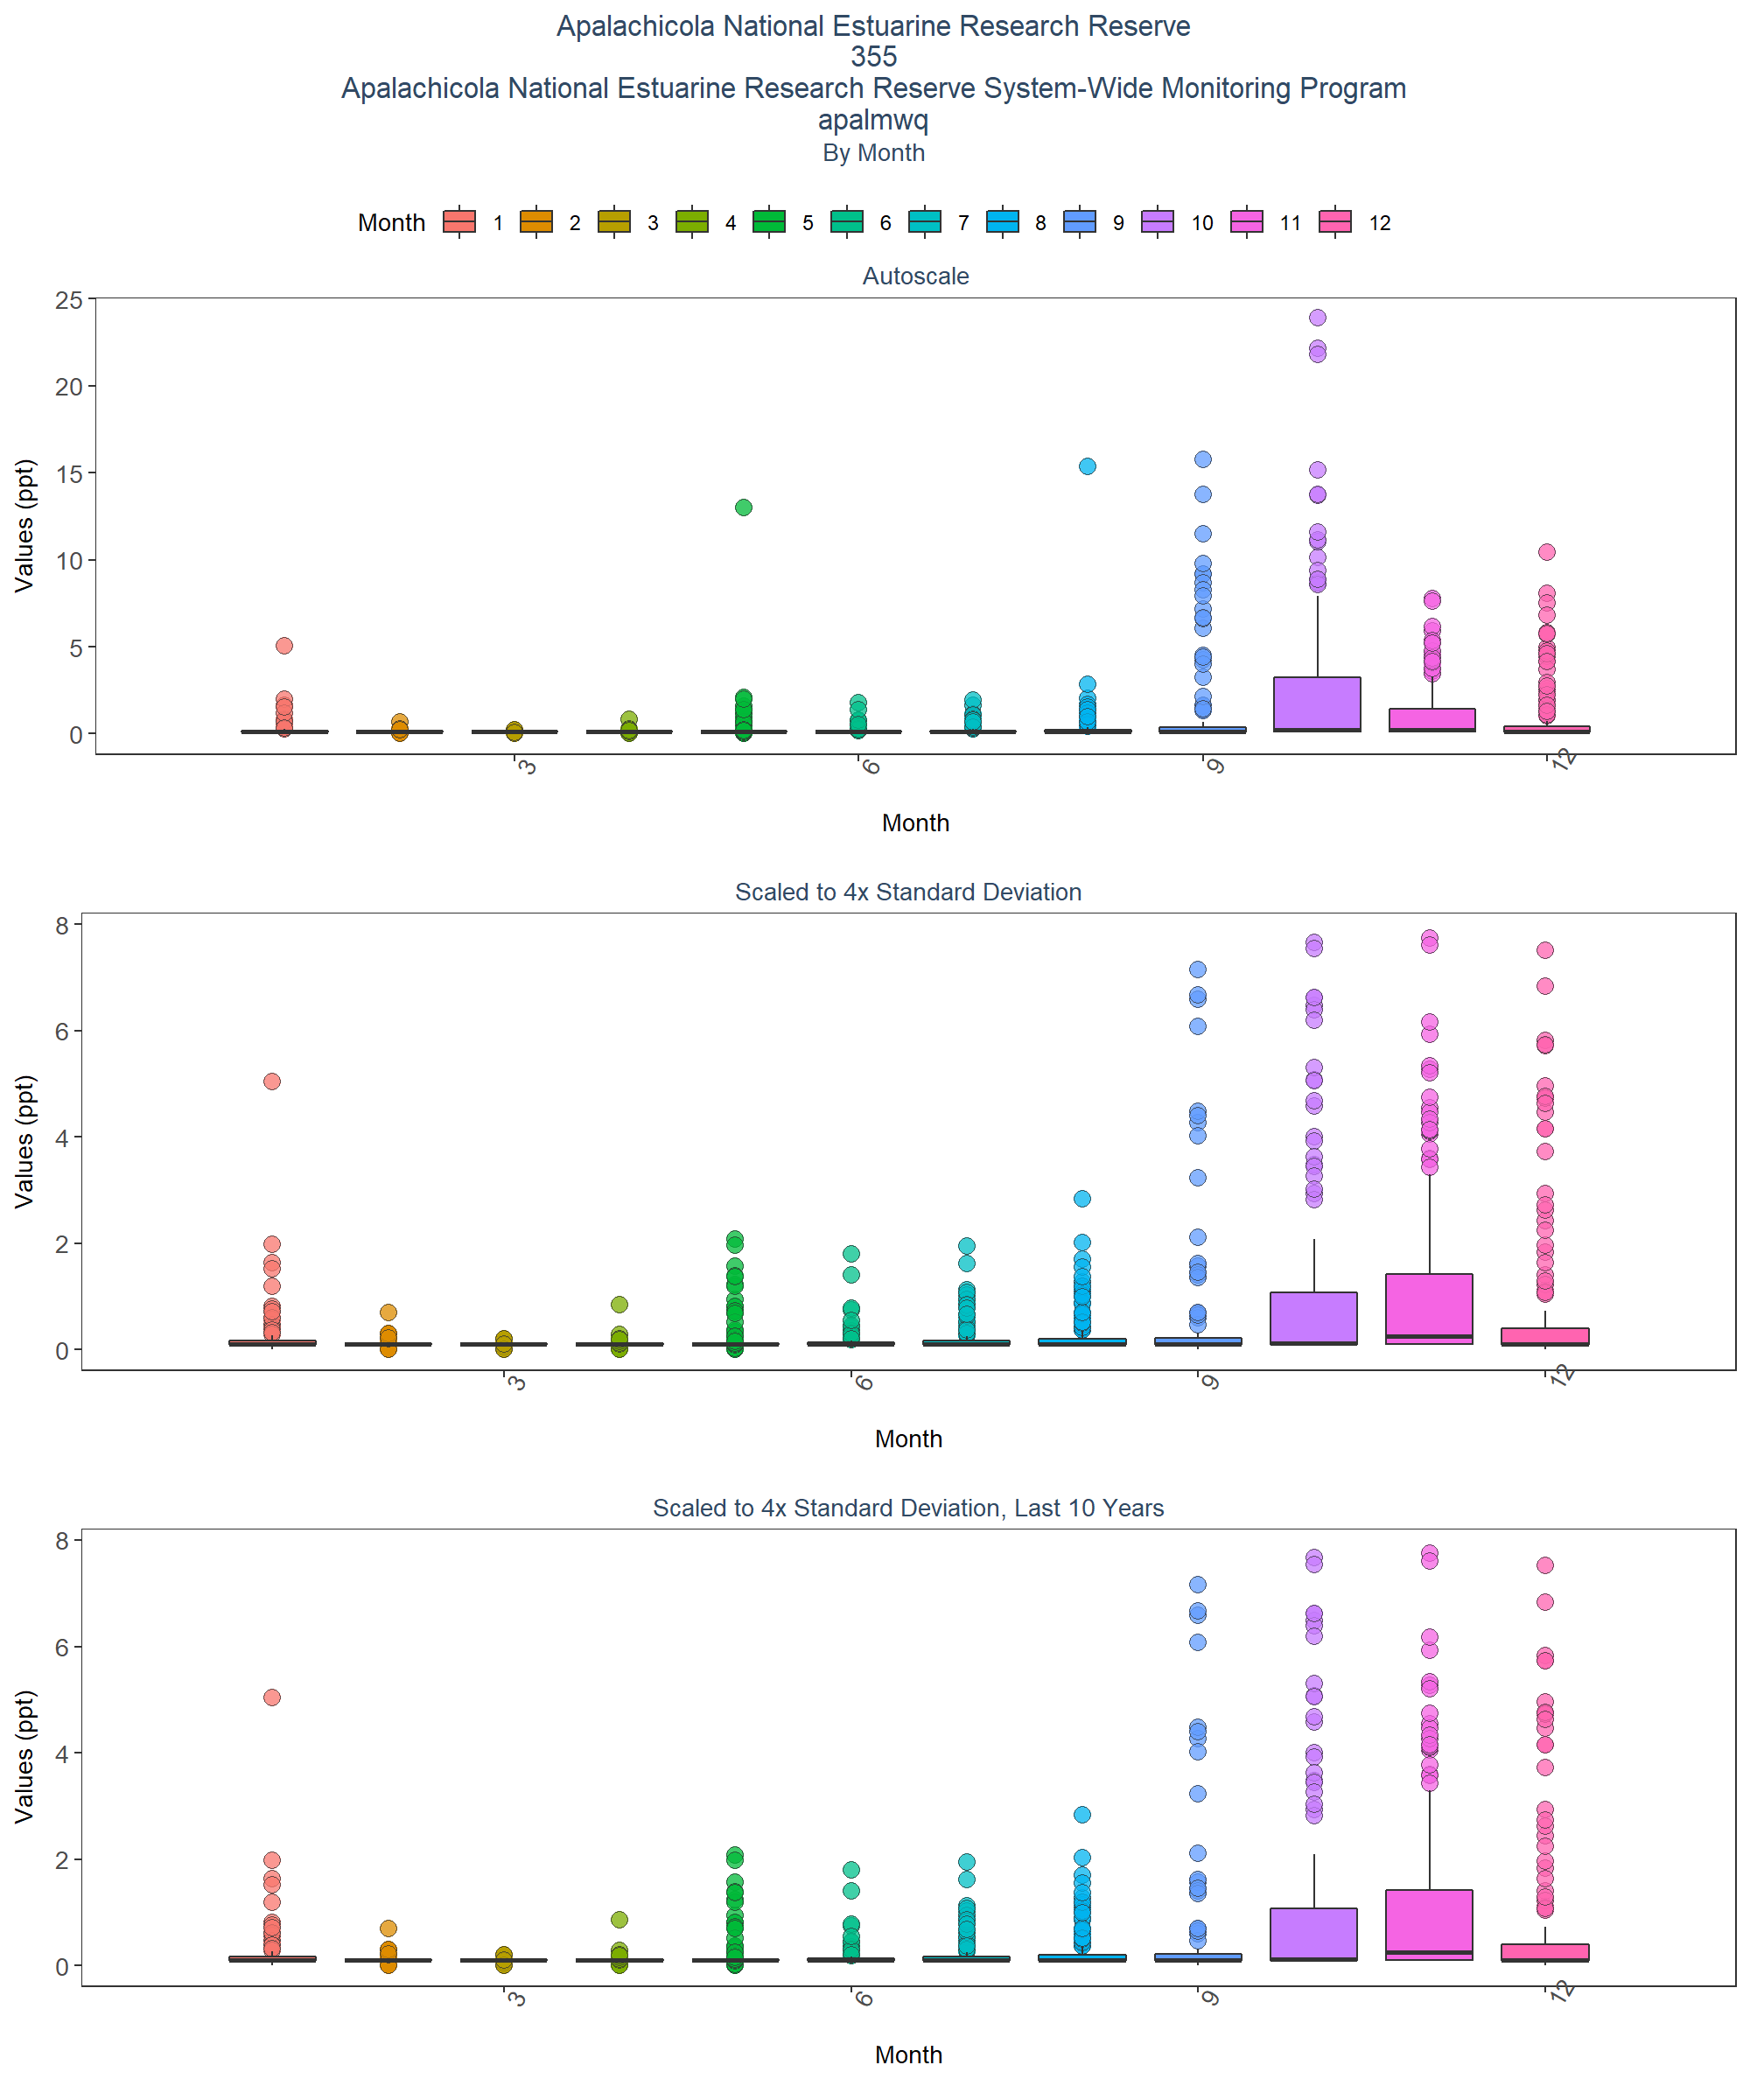 Apalachicola National Estuarine Research Reserve
355
Apalachicola National Estuarine Research Reserve System-Wide Monitoring Program
apalmwq
By Month
Month 1 2 3 4 5 6 7 8 9 10 11 12
Autoscale
25
20
15
10
5
0
Values (ppt)
3 6 9 12
Month
Scaled to 4x Standard Deviation
8
6
4
2
0
Values (ppt)
3 6 9 12
Month
Scaled to 4x Standard Deviation, Last 10 Years
8
6
4
2
0
Values (ppt)
3 6 9 12
Month